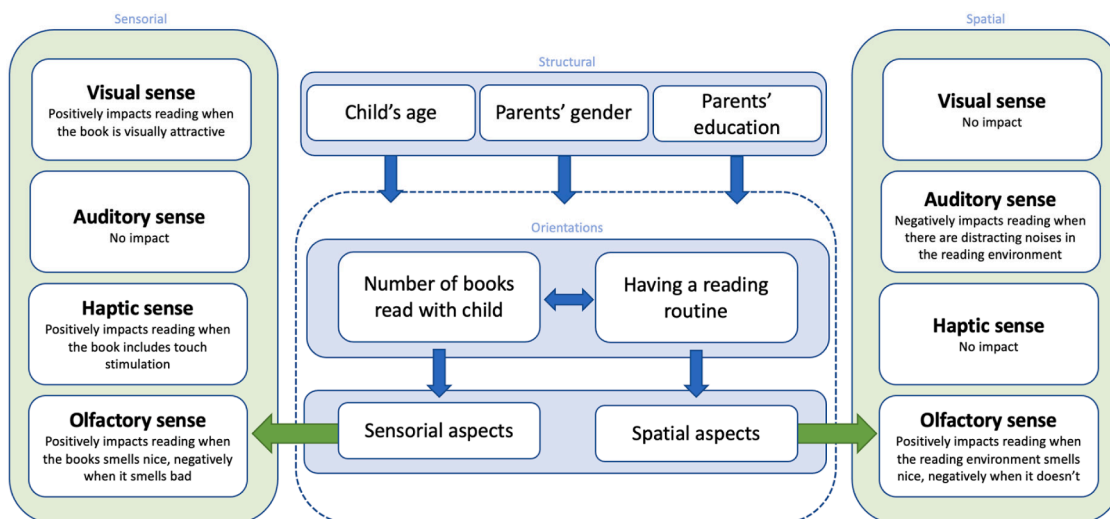 Sensorial
Visual sense
Positively impacts reading when
the book is visually attractive
Auditory sense
No impact
Haptic sense
Positively impacts reading when
the book includes touch
stimulation
Olfactory sense
Positively impacts reading when
the books smells nice, negatively
when it smells bad
Structural
Child's age
Parents' gender
Parents'
education
Orientations
Number of books
read with child
Having a reading
routine
Sensorial aspects
Spatial aspects
Spatial
Visual sense
No impact
Auditory sense
Negatively impacts reading when
there are distracting noises in
the reading environment
Haptic sense
No impact
Olfactory sense
Positively impacts reading when
the reading environment smells
nice, negatively when it doesn't